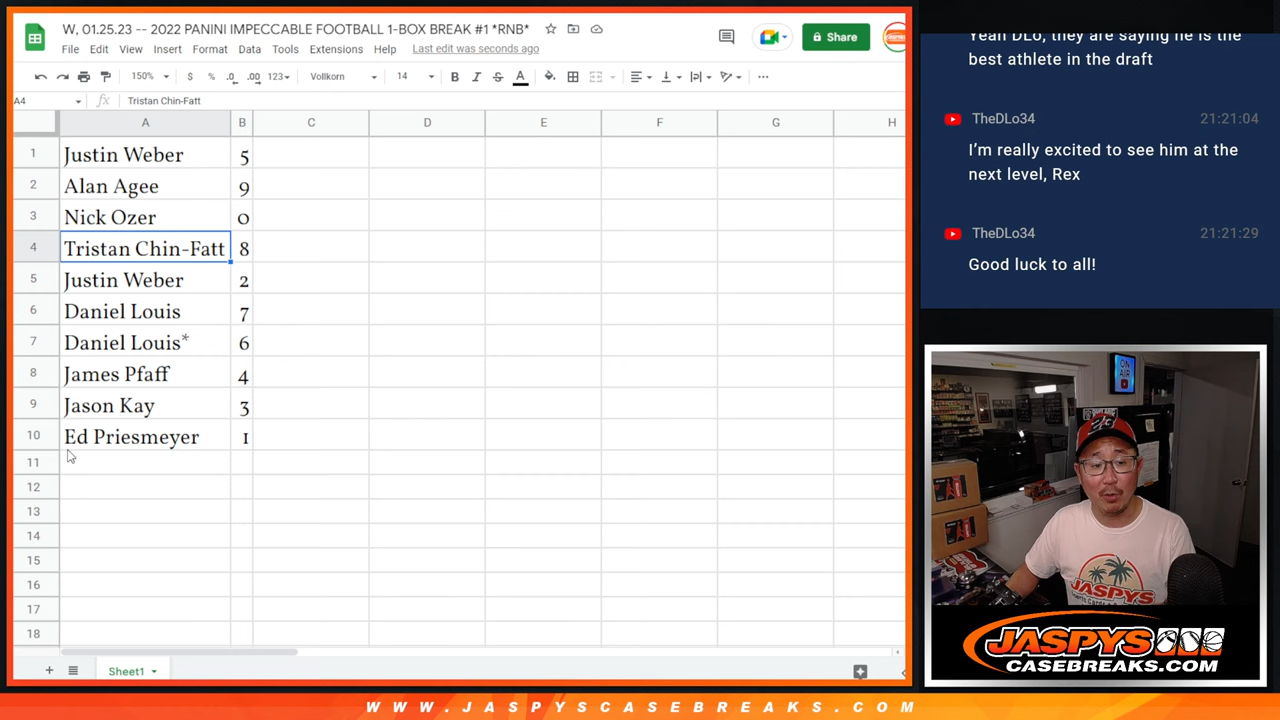 W, 01.25.23 -- 2022 PANINI IMPECCABLE FOOTBALL 1-BOX BREAK #1 *RNB*
File Edit View Insert Format Data Tools Extensions Help Last edit was seconds ago
Share
150% $ % .0 .00 123 Vollkorn 14 B I S A
A4 fx Tristan Chin-Fatt
A B C D E F G H
1 Justin Weber 5
2 Alan Agee 9
3 Nick Ozer 0
4 Tristan Chin-Fatt 8
5 Justin Weber 2
6 Daniel Louis 7
7 Daniel Louis* 6
8 James Pfaff 4
9 Jason Kay 3
10 Ed Priesmeyer 1
11
12
13
14
15
16
17
18
Sheet1
Yeah DLo, they are saying he is the
best athlete in the draft
TheDLo34 21:21:04
I'm really excited to see him at the
next level, Rex
TheDLo34 21:21:29
Good luck to all!
ON
AIR
23
JASPYS
JASPYS
CASEBREAKS.COM
WWW.JASPYSCASEBREAKS.COM